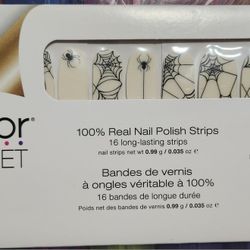 or®
ET
100% Real Nail Polish Strips
16 long-lasting strips
nail strips net wt 0.99 g / 0.035 oz ℮
Bandes de vernis
à ongles véritable à 100%
16 bandes de longue durée
Poids net des bandes de vernis 0.99 g / 0.035 oz ℮